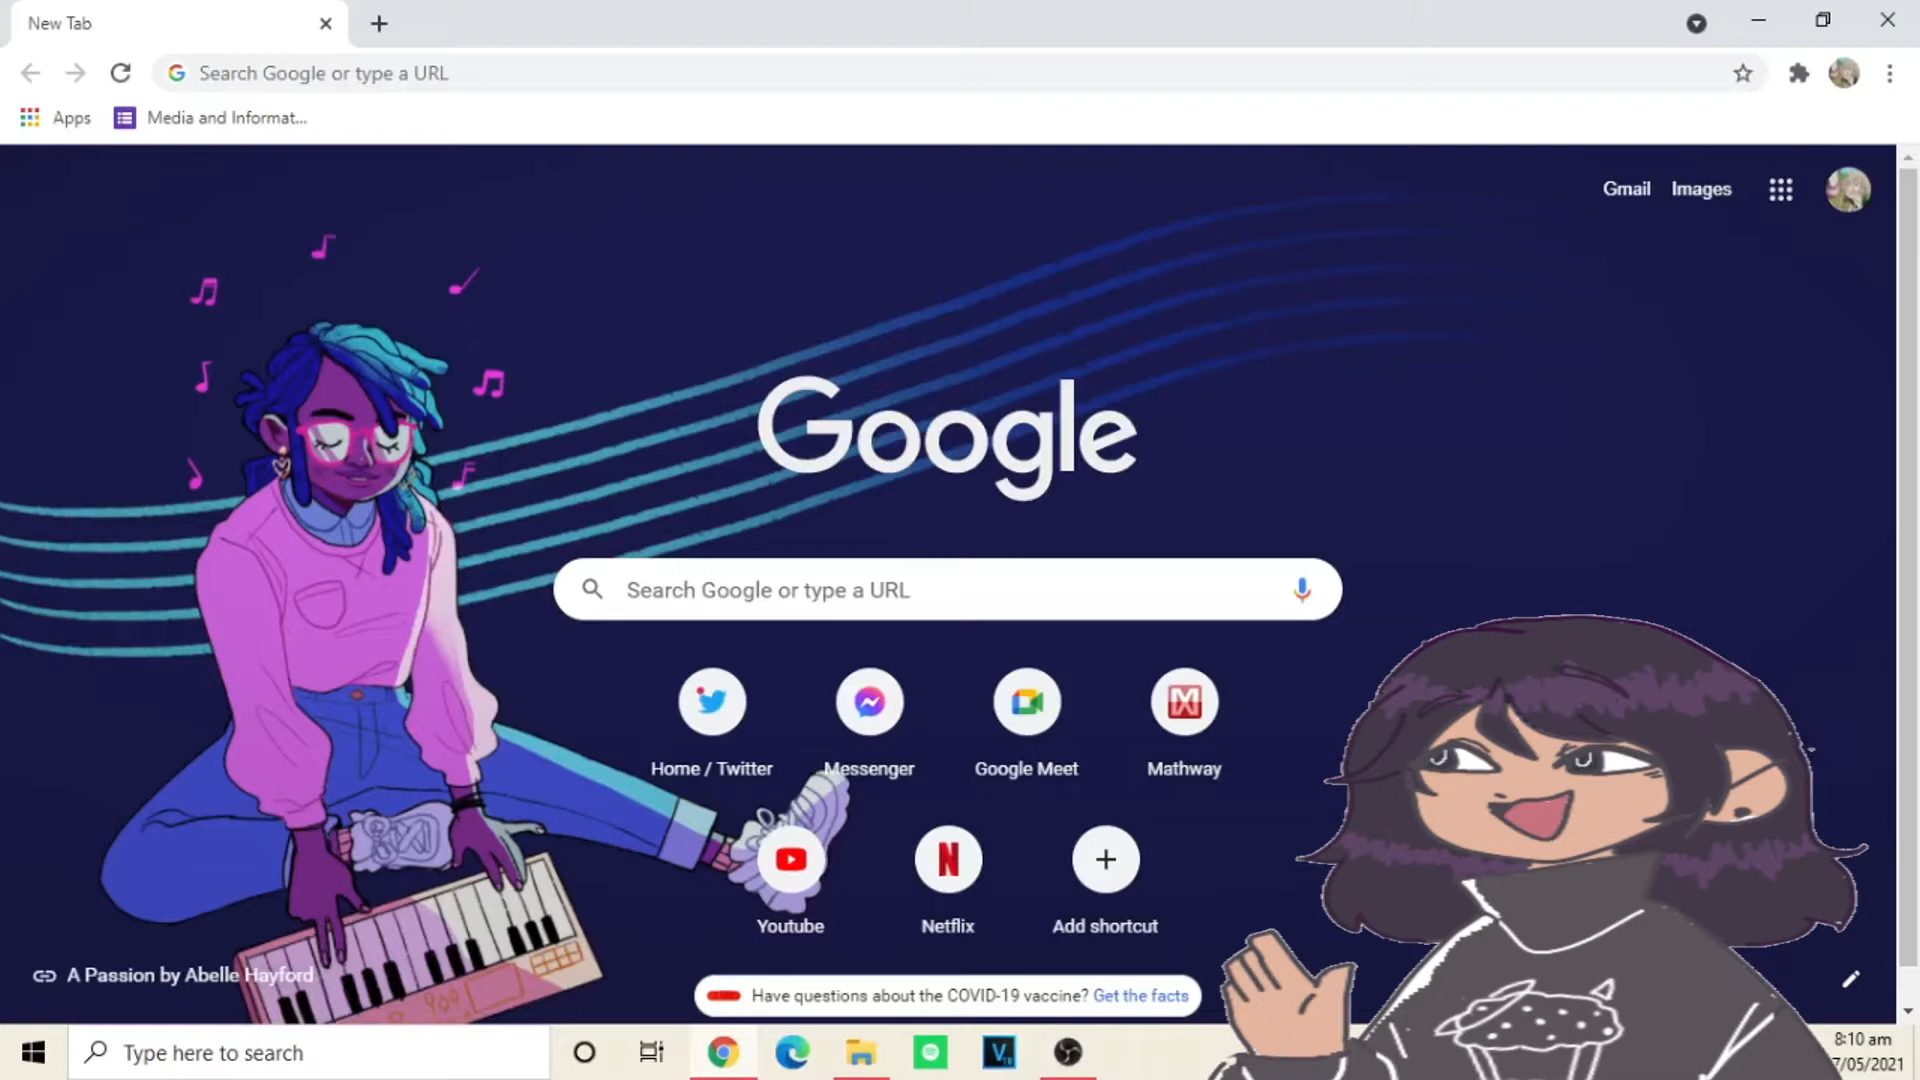 New Tab
Search Google or type a URL
Apps
Media and Informat...
Gmail
Images
Google
Search Google or type a URL
Home / Twitter
Messenger
Google Meet
Mathway
Youtube
Netflix
Add shortcut
A Passion by Abelle Hayford
Have questions about the COVID-19 vaccine? Get the facts
Type here to search
8:10 am
7/05/2021